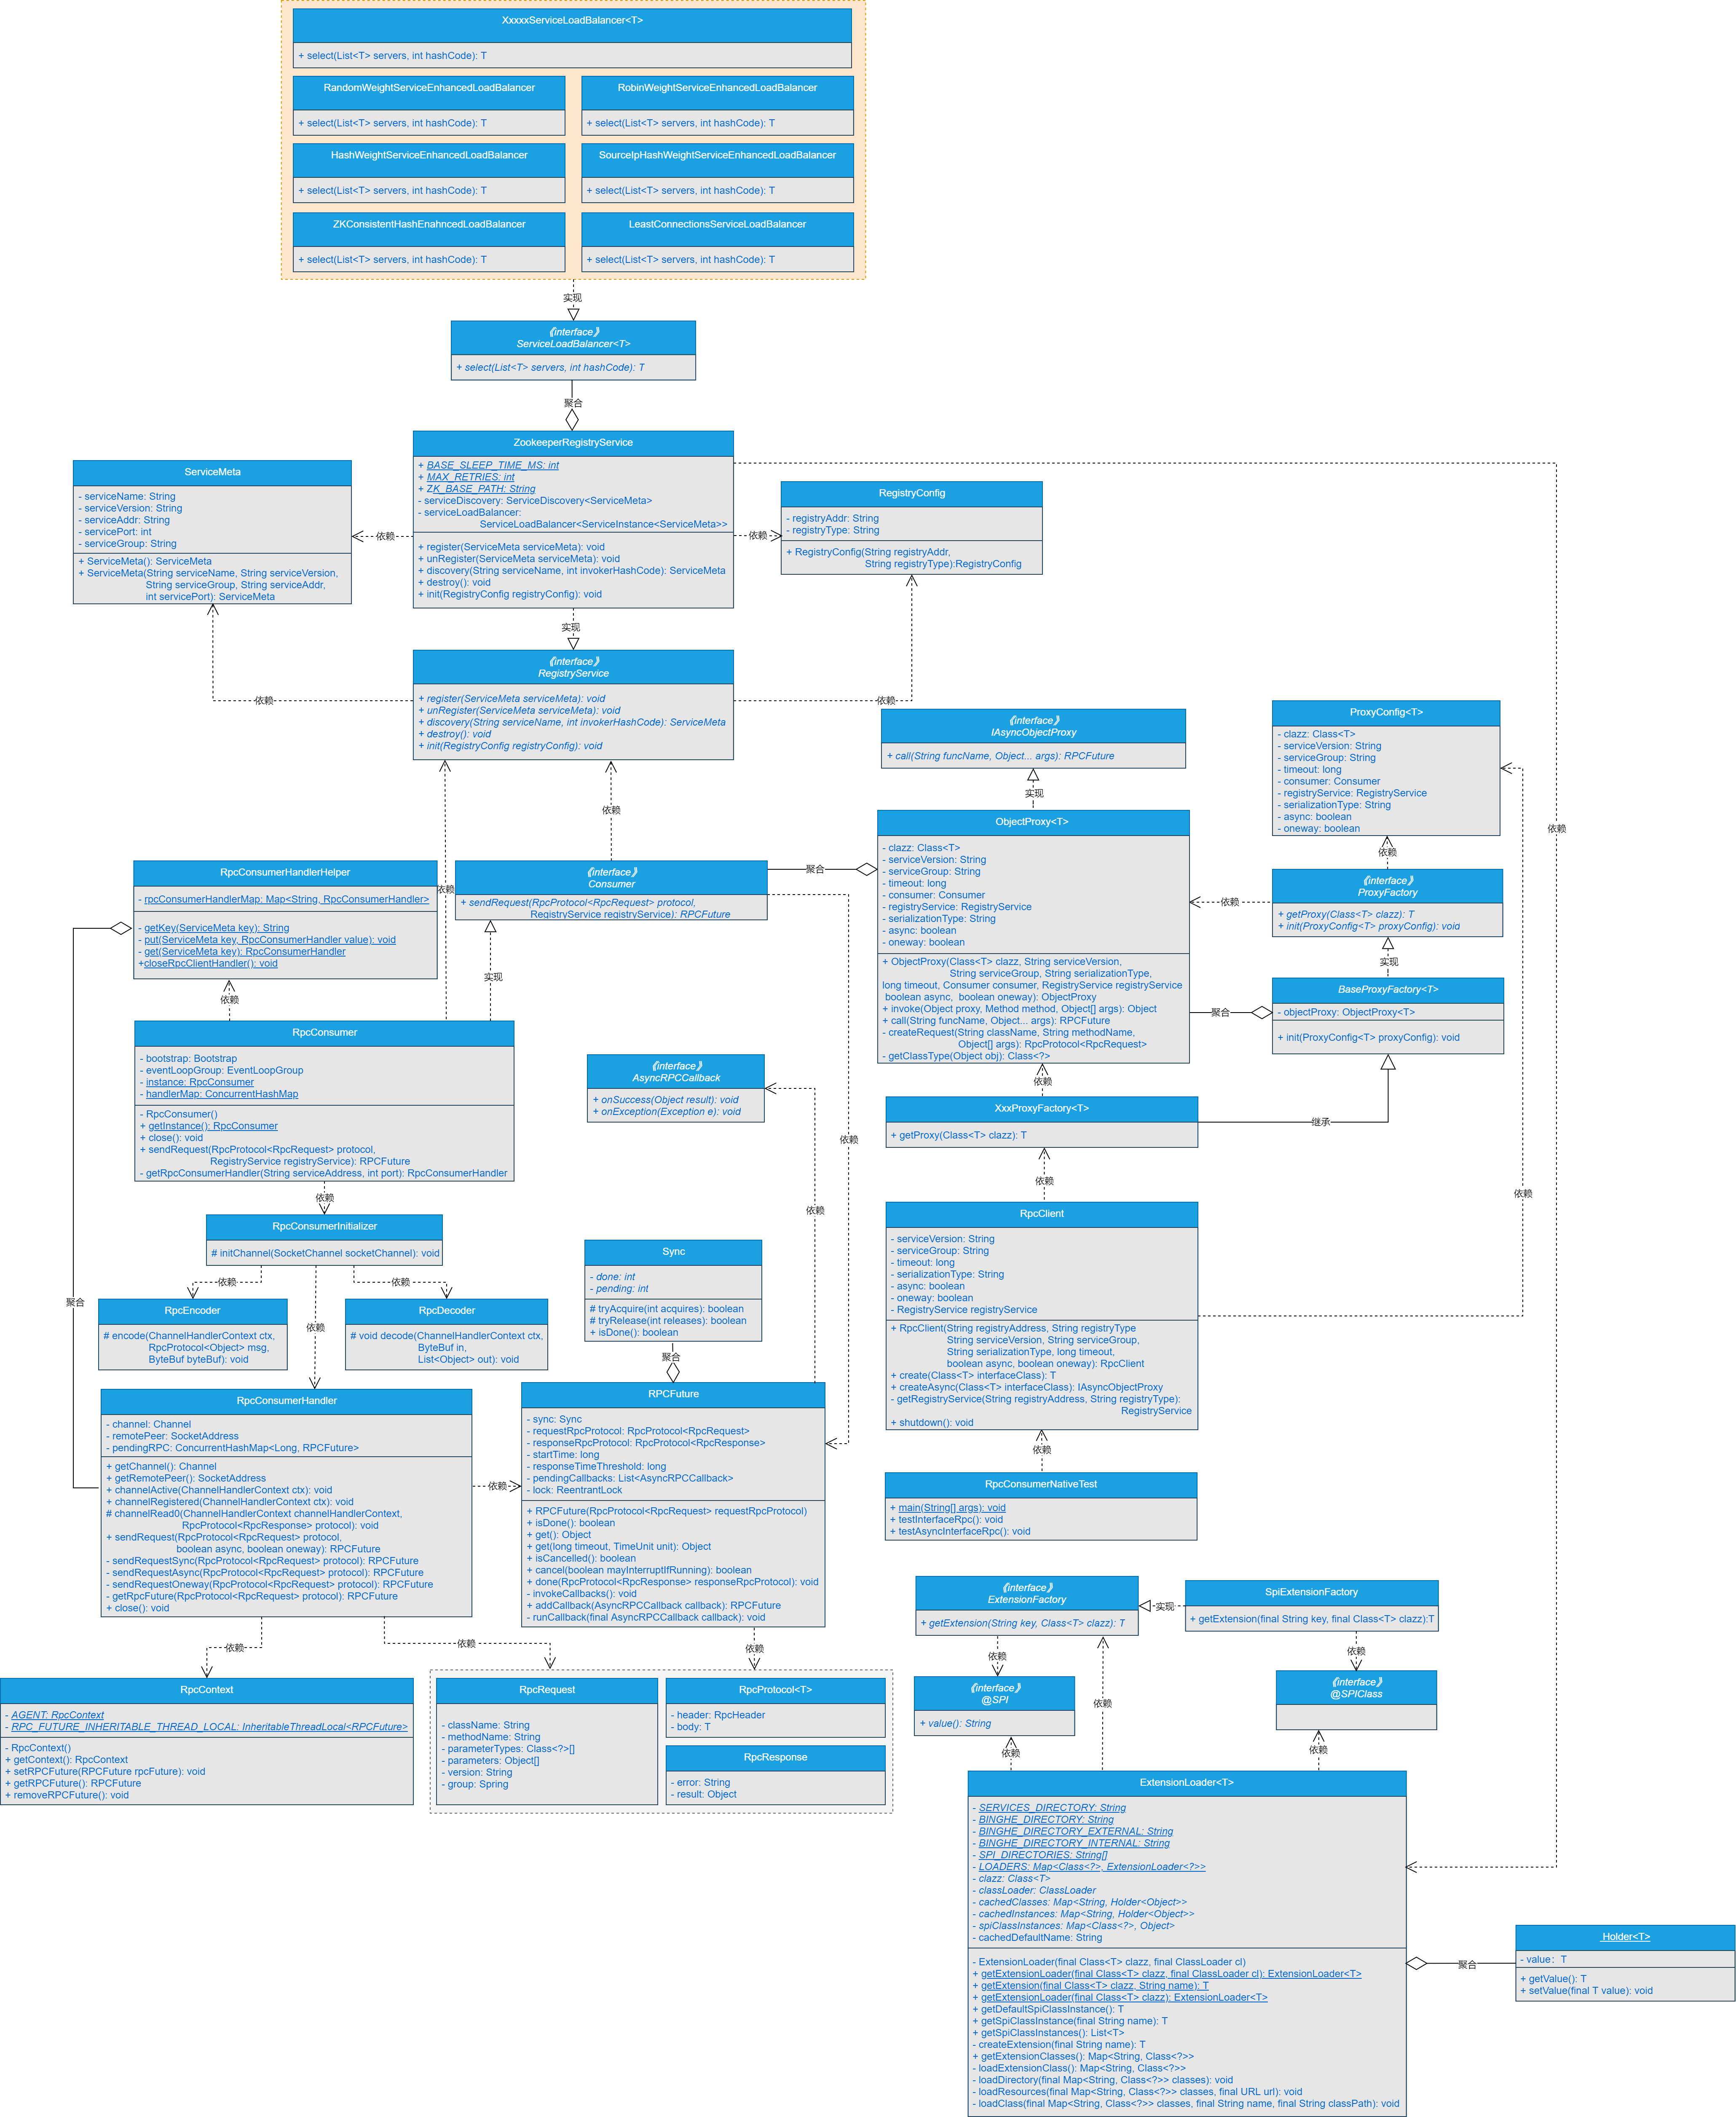 XxxxxServiceLoadBalancer<T>
+ select(List<T> servers, int hashCode): T
RandomWeightServiceEnhancedLoadBalancer
+ select(List<T> servers, int hashCode): T
RobinWeightServiceEnhancedLoadBalancer
+ select(List<T> servers, int hashCode): T
HashWeightServiceEnhancedLoadBalancer
+ select(List<T> servers, int hashCode): T
SourceIpHashWeightServiceEnhancedLoadBalancer
+ select(List<T> servers, int hashCode): T
ZKConsistentHashEnahncedLoadBalancer
+ select(List<T> servers, int hashCode): T
LeastConnectionsServiceLoadBalancer
+ select(List<T> servers, int hashCode): T
实现
《interface》
ServiceLoadBalancer<T>
+ select(List<T> servers, int hashCode): T
聚合
ZookeeperRegistryService
+ BASE_SLEEP_TIME_MS: int
+ MAX_RETRIES: int
+ ZK_BASE_PATH: String
- serviceDiscovery: ServiceDiscovery<ServiceMeta>
- serviceLoadBalancer:
ServiceLoadBalancer<ServiceInstance<ServiceMeta>>
+ register(ServiceMeta serviceMeta): void
+ unRegister(ServiceMeta serviceMeta): void
+ discovery(String serviceName, int invokerHashCode): ServiceMeta
+ destroy(): void
+ init(RegistryConfig registryConfig): void
ServiceMeta
- serviceName: String
- serviceVersion: String
- serviceAddr: String
- servicePort: int
- serviceGroup: String
+ ServiceMeta(): ServiceMeta
+ ServiceMeta(String serviceName, String serviceVersion,
String serviceGroup, String serviceAddr,
int servicePort): ServiceMeta
依赖
依赖
RegistryConfig
- registryAddr: String
- registryType: String
+ RegistryConfig(String registryAddr,
String registryType):RegistryConfig
实现
《interface》
RegistryService
+ register(ServiceMeta serviceMeta): void
+ unRegister(ServiceMeta serviceMeta): void
+ discovery(String serviceName, int invokerHashCode): ServiceMeta
+ destroy(): void
+ init(RegistryConfig registryConfig): void
依赖
依赖
《interface》
IAsyncObjectProxy
+ call(String funcName, Object... args): RPCFuture
实现
ProxyConfig<T>
- clazz: Class<T>
- serviceVersion: String
- serviceGroup: String
- timeout: long
- consumer: Consumer
- registryService: RegistryService
- serializationType: String
- async: boolean
- oneway: boolean
依赖
依赖
依赖
ObjectProxy<T>
- clazz: Class<T>
- serviceVersion: String
- serviceGroup: String
- timeout: long
- consumer: Consumer
- registryService: RegistryService
- serializationType: String
- async: boolean
- oneway: boolean
+ ObjectProxy(Class<T> clazz, String serviceVersion,
String serviceGroup, String serializationType,
long timeout, Consumer consumer, RegistryService registryService
boolean async,  boolean oneway): ObjectProxy
+ invoke(Object proxy, Method method, Object[] args): Object
+ call(String funcName, Object... args): RPCFuture
- createRequest(String className, String methodName,
Object[] args): RpcProtocol<RpcRequest>
- getClassType(Object obj): Class<?>
聚合
依赖
《interface》
ProxyFactory
+ getProxy(Class<T> clazz): T
+ init(ProxyConfig<T> proxyConfig): void
实现
BaseProxyFactory<T>
- objectProxy: ObjectProxy<T>
+ init(ProxyConfig<T> proxyConfig): void
聚合
RpcConsumerHandlerHelper
- rpcConsumerHandlerMap: Map<String, RpcConsumerHandler>
- getKey(ServiceMeta key): String
- put(ServiceMeta key, RpcConsumerHandler value): void
- get(ServiceMeta key): RpcConsumerHandler
+closeRpcClientHandler(): void
依赖
《interface》
Consumer
+ sendRequest(RpcProtocol<RpcRequest> protocol,
RegistryService registryService): RPCFuture
依赖
实现
RpcConsumer
- bootstrap: Bootstrap
- eventLoopGroup: EventLoopGroup
- instance: RpcConsumer
- handlerMap: ConcurrentHashMap
- RpcConsumer()
+ getInstance(): RpcConsumer
+ close(): void
+ sendRequest(RpcProtocol<RpcRequest> protocol,
RegistryService registryService): RPCFuture
- getRpcConsumerHandler(String serviceAddress, int port): RpcConsumerHandler
《interface》
AsyncRPCCallback
+ onSuccess(Object result): void
+ onException(Exception e): void
依赖
依赖
依赖
XxxProxyFactory<T>
+ getProxy(Class<T> clazz): T
继承
依赖
依赖
依赖
RpcConsumerInitializer
# initChannel(SocketChannel socketChannel): void
依赖
依赖
依赖
聚合
RpcEncoder
# encode(ChannelHandlerContext ctx,
RpcProtocol<Object> msg,
ByteBuf byteBuf): void
RpcDecoder
# void decode(ChannelHandlerContext ctx,
ByteBuf in,
List<Object> out): void
Sync
- done: int
- pending: int
# tryAcquire(int acquires): boolean
# tryRelease(int releases): boolean
+ isDone(): boolean
聚合
RpcClient
- serviceVersion: String
- serviceGroup: String
- timeout: long
- serializationType: String
- async: boolean
- oneway: boolean
- RegistryService registryService
+ RpcClient(String registryAddress, String registryType
String serviceVersion, String serviceGroup,
String serializationType, long timeout,
boolean async, boolean oneway): RpcClient
+ create(Class<T> interfaceClass): T
+ createAsync(Class<T> interfaceClass): IAsyncObjectProxy
- getRegistryService(String registryAddress, String registryType):
RegistryService
+ shutdown(): void
依赖
RpcConsumerHandler
- channel: Channel
- remotePeer: SocketAddress
- pendingRPC: ConcurrentHashMap<Long, RPCFuture>
+ getChannel(): Channel
+ getRemotePeer(): SocketAddress
+ channelActive(ChannelHandlerContext ctx): void
+ channelRegistered(ChannelHandlerContext ctx): void
# channelRead0(ChannelHandlerContext channelHandlerContext,
RpcProtocol<RpcResponse> protocol): void
+ sendRequest(RpcProtocol<RpcRequest> protocol,
boolean async, boolean oneway): RPCFuture
- sendRequestSync(RpcProtocol<RpcRequest> protocol): RPCFuture
- sendRequestAsync(RpcProtocol<RpcRequest> protocol): RPCFuture
- sendRequestOneway(RpcProtocol<RpcRequest> protocol): RPCFuture
- getRpcFuture(RpcProtocol<RpcRequest> protocol): RPCFuture
+ close(): void
依赖
RPCFuture
- sync: Sync
- requestRpcProtocol: RpcProtocol<RpcRequest>
- responseRpcProtocol: RpcProtocol<RpcResponse>
- startTime: long
- responseTimeThreshold: long
- pendingCallbacks: List<AsyncRPCCallback>
- lock: ReentrantLock
+ RPCFuture(RpcProtocol<RpcRequest> requestRpcProtocol)
+ isDone(): boolean
+ get(): Object
+ get(long timeout, TimeUnit unit): Object
+ isCancelled(): boolean
+ cancel(boolean mayInterruptIfRunning): boolean
+ done(RpcProtocol<RpcResponse> responseRpcProtocol): void
- invokeCallbacks(): void
+ addCallback(AsyncRPCCallback callback): RPCFuture
- runCallback(final AsyncRPCCallback callback): void
RpcConsumerNativeTest
+ main(String[] args): void
+ testInterfaceRpc(): void
+ testAsyncInterfaceRpc(): void
依赖
依赖
依赖
《interface》
ExtensionFactory
+ getExtension(String key, Class<T> clazz): T
实现
SpiExtensionFactory
+ getExtension(final String key, final Class<T> clazz):T
依赖
依赖
依赖
RpcContext
- AGENT: RpcContext
- RPC_FUTURE_INHERITABLE_THREAD_LOCAL: InheritableThreadLocal<RPCFuture>
- RpcContext()
+ getContext(): RpcContext
+ setRPCFuture(RPCFuture rpcFuture): void
+ getRPCFuture(): RPCFuture
+ removeRPCFuture(): void
RpcRequest
- className: String
- methodName: String
- parameterTypes: Class<?>[]
- parameters: Object[]
- version: String
- group: Spring
RpcProtocol<T>
- header: RpcHeader
- body: T
RpcResponse
- error: String
- result: Object
《interface》
@SPI
+ value(): String
《interface》
@SPIClass
依赖
依赖
ExtensionLoader<T>
- SERVICES_DIRECTORY: String
- BINGHE_DIRECTORY: String
- BINGHE_DIRECTORY_EXTERNAL: String
- BINGHE_DIRECTORY_INTERNAL: String
- SPI_DIRECTORIES: String[]
- LOADERS: Map<Class<?>, ExtensionLoader<?>>
- clazz: Class<T>
- classLoader: ClassLoader
- cachedClasses: Map<String, Holder<Object>>
- cachedInstances: Map<String, Holder<Object>>
- spiClassInstances: Map<Class<?>, Object>
- cachedDefaultName: String
- ExtensionLoader(final Class<T> clazz, final ClassLoader cl)
+ getExtensionLoader(final Class<T> clazz, final ClassLoader cl): ExtensionLoader<T>
+ getExtension(final Class<T> clazz, String name): T
+ getExtensionLoader(final Class<T> clazz): ExtensionLoader<T>
+ getDefaultSpiClassInstance(): T
+ getSpiClassInstance(final String name): T
+ getSpiClassInstances(): List<T>
- createExtension(final String name): T
+ getExtensionClasses(): Map<String, Class<?>>
- loadExtensionClass(): Map<String, Class<?>>
- loadDirectory(final Map<String, Class<?>> classes): void
- loadResources(final Map<String, Class<?>> classes, final URL url): void
- loadClass(final Map<String, Class<?>> classes, final String name, final String classPath): void
聚合
Holder<T>
- value:  T
+ getValue(): T
+ setValue(final T value): void